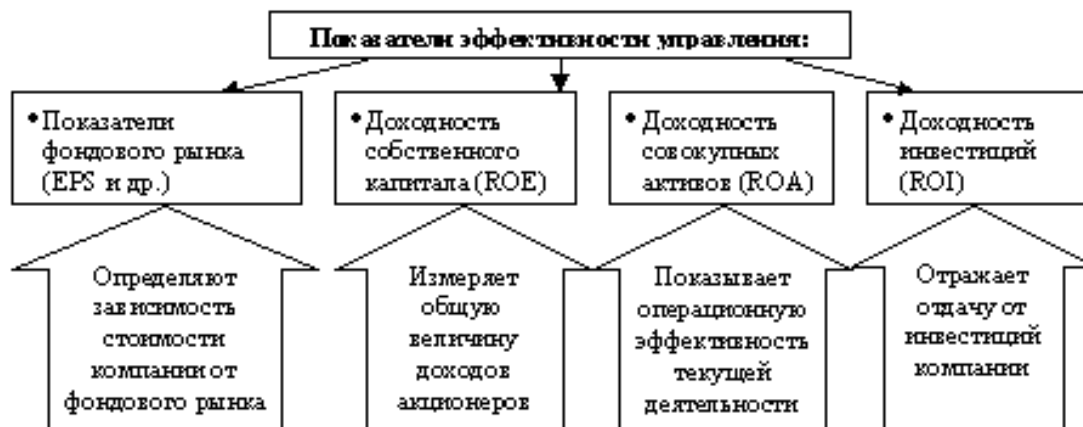 Показатели эффективности управления:
• Показатели
фондового рынка
(EPS и др.)
• Доходность
собственного
капитала (ROE)
• Доходность
совокупных
активов (ROA)
• Доходность
инвестиций
(ROI)
Определяют
зависимость
стоимости
компании от
фондового рынка
Измеряет
общую
величину
доходов
акционеров
Показывает
операционную
эффективность
текущей
деятельности
Отражает
отдачу от
инвестиций
компании